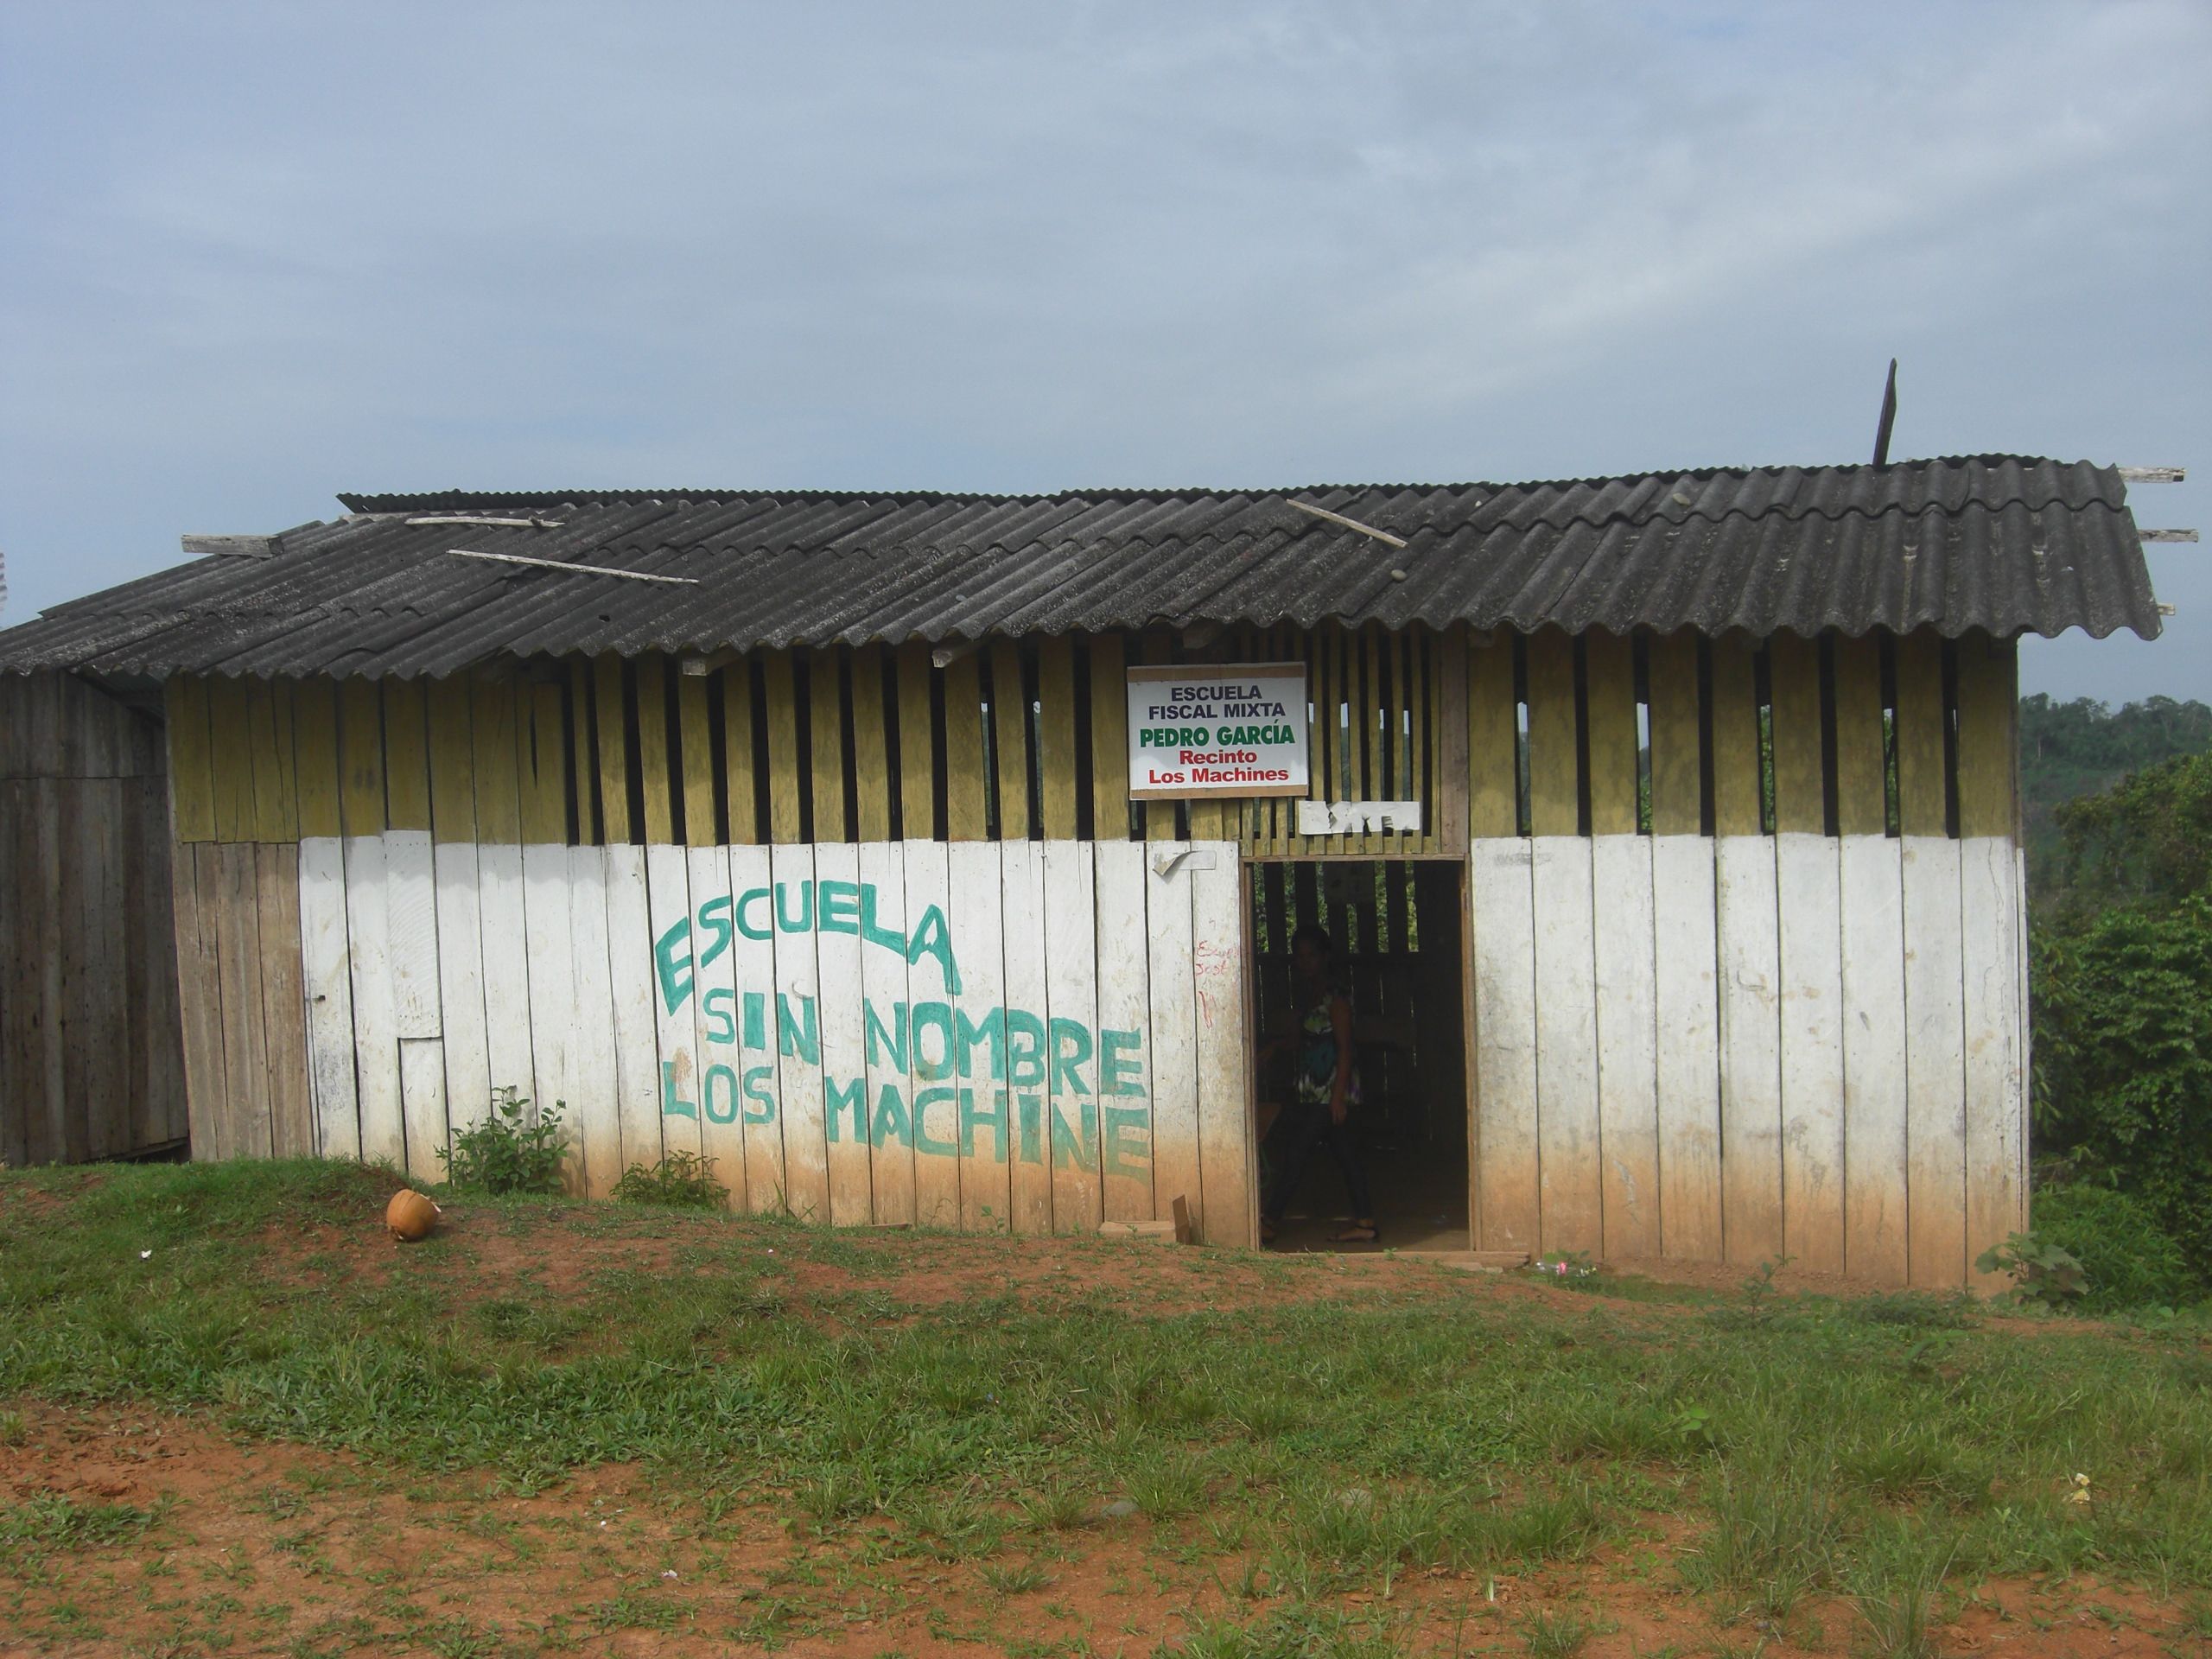 ESCUELA
FISCAL MIXTA
PEDRO GARCÍA
Recinto
Los Machines
ESCUELA
SIN NOMBRE
LOS MACHINE